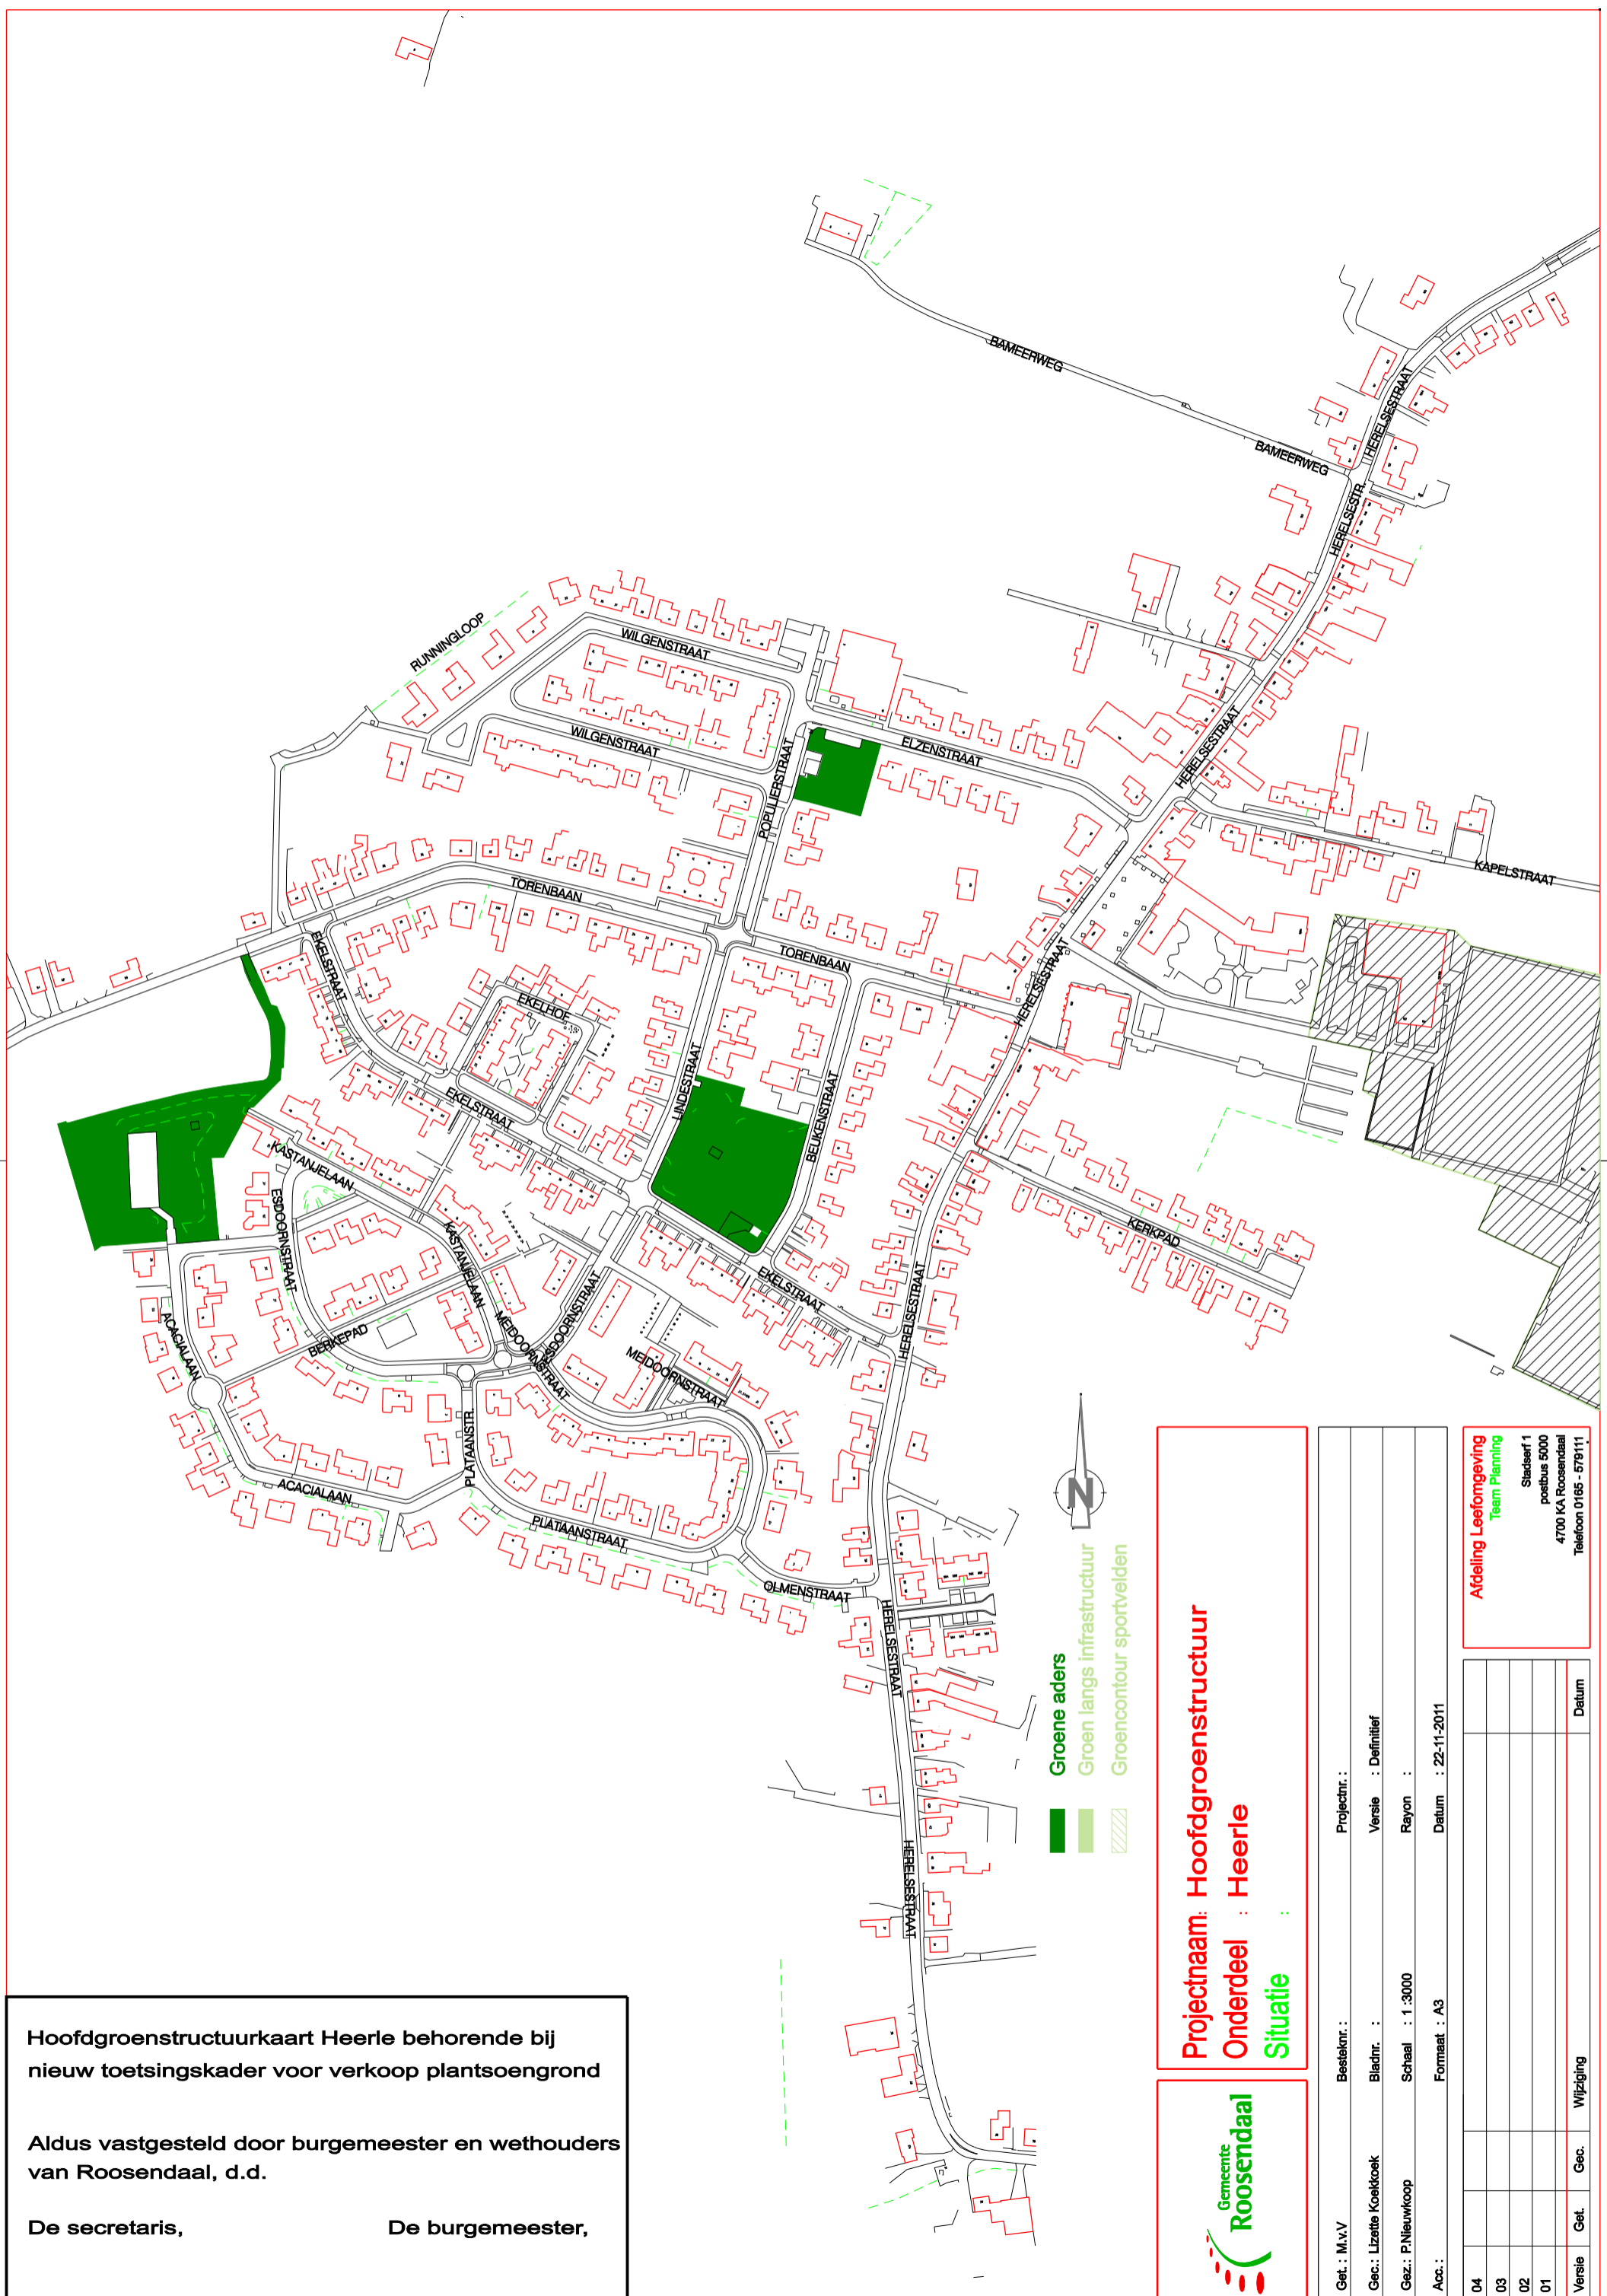 BAMEERWEG
BAMEERWEG
HERELSESTRAAT
HERELSESTR.
RUNNINGLOOP
WILGENSTRAAT
WILGENSTRAAT
POPULIERSTRAAT
ELZENSTRAAT
HERELSESTRAAT
KAPELSTRAAT
TORENBAAN
TORENBAAN
EKELSTRAAT
EKELHOF
HERELSESTRAAT
LINDESTRAAT
BEUKENSTRAAT
EKELSTRAAT
KASTANJELAAN
ESDOORNSTRAAT
KASTANJELAAN
KERKPAD
EKELSTRAAT
HERELSESTRAAT
ACACIALAAN
BERKEPAD
MEIDOORNSTRAAT
ESDOORNSTRAAT
MEIDOORNSTRAAT
PLATAANSTR.
ACACIALAAN
PLATAANSTRAAT
OLMENSTRAAT
HERELSESTRAAT
HERELSESTRAAT
N
Groene aders
Groen langs infrastructuur
Groencontour sportvelden
Projectnaam: Hoofdgroenstructuur
Onderdeel : Heerle
Situatie :
Gemeente
Roosendaal
Get. : M.v.V Besteknr. : Projectnr. :
Gec.: Lizette Koekkoek Bladnr. : Versie : Definitief
Gez.: P.Nieuwkoop Schaal : 1 :3000 Rayon :
Acc.: Formaat : A3 Datum : 22-11-2011
Afdeling Leefomgeving
Team Planning
Stadserf 1
postbus 5000
4700 KA Roosendaal
Telefoon 0165 - 579111
04
03
02
01
Versie Get. Gec. Wijziging Datum
Hoofdgroenstructuurkaart Heerle behorende bij
nieuw toetsingskader voor verkoop plantsoengrond
Aldus vastgesteld door burgemeester en wethouders
van Roosendaal, d.d.
De secretaris, De burgemeester,